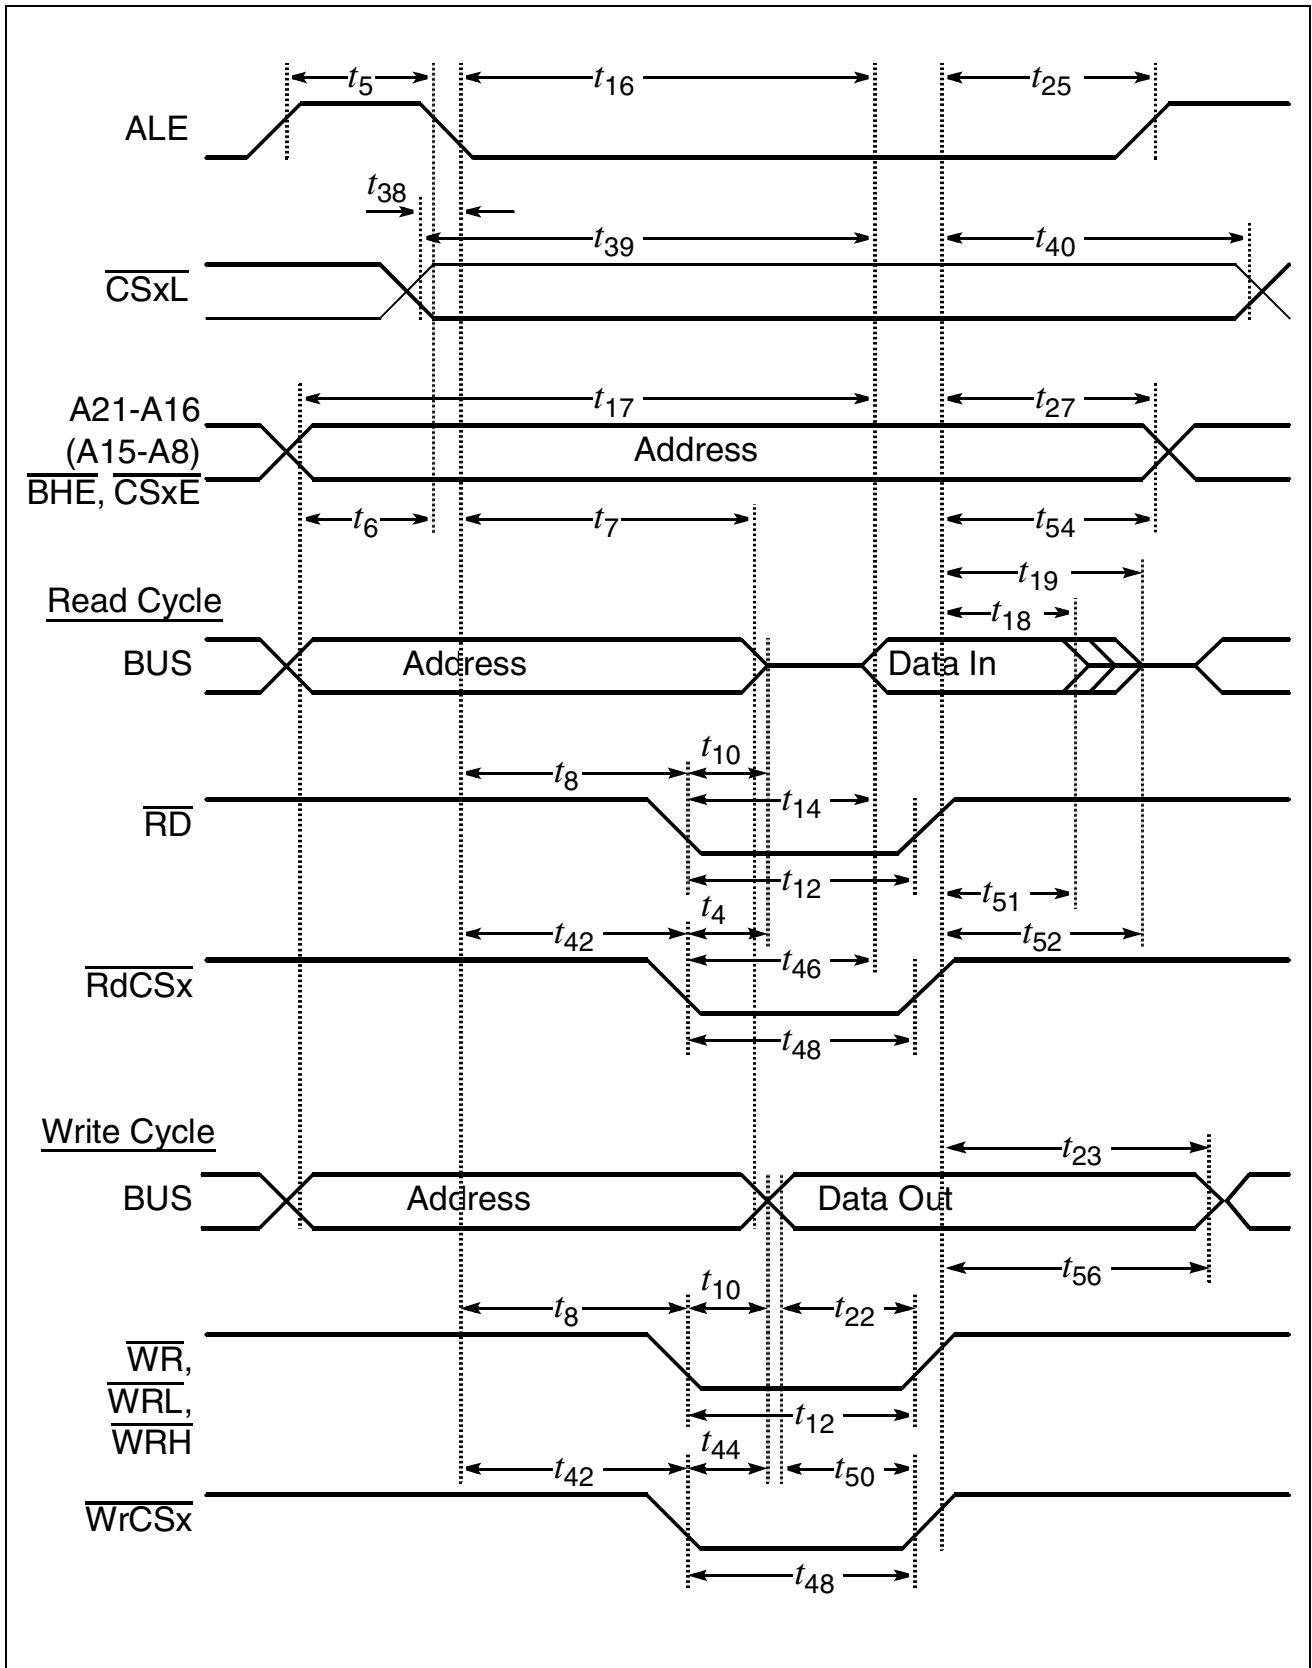 t5 t16 t25
ALE
t38
t39 t40
CSxL
t17 t27
A21-A16
(A15-A8)
BHE, CSxE
Address
t6 t7 t54
t19
Read Cycle
t18
BUS Address Data In
t10
t8
t14
RD
t12 t51
t4
t42 t52
t46
RdCSx
t48
Write Cycle
t23
BUS Address Data Out
t56
t10
t8 t22
WR,
WRL,
WRH
t12
t44
t42 t50
WrCSx
t48